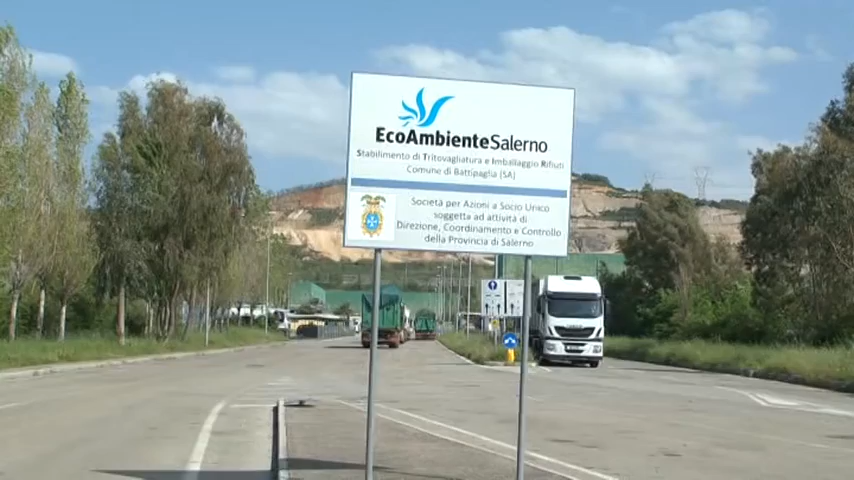 EcoAmbienteSalerno
Stabilimento di Tritovagliatura e Imballaggio Rifiuti
Comune di Battipaglia (SA)
Società per Azioni a Socio Unico
soggetta ad attività di
Direzione, Coordinamento e Controllo
della Provincia di Salerno